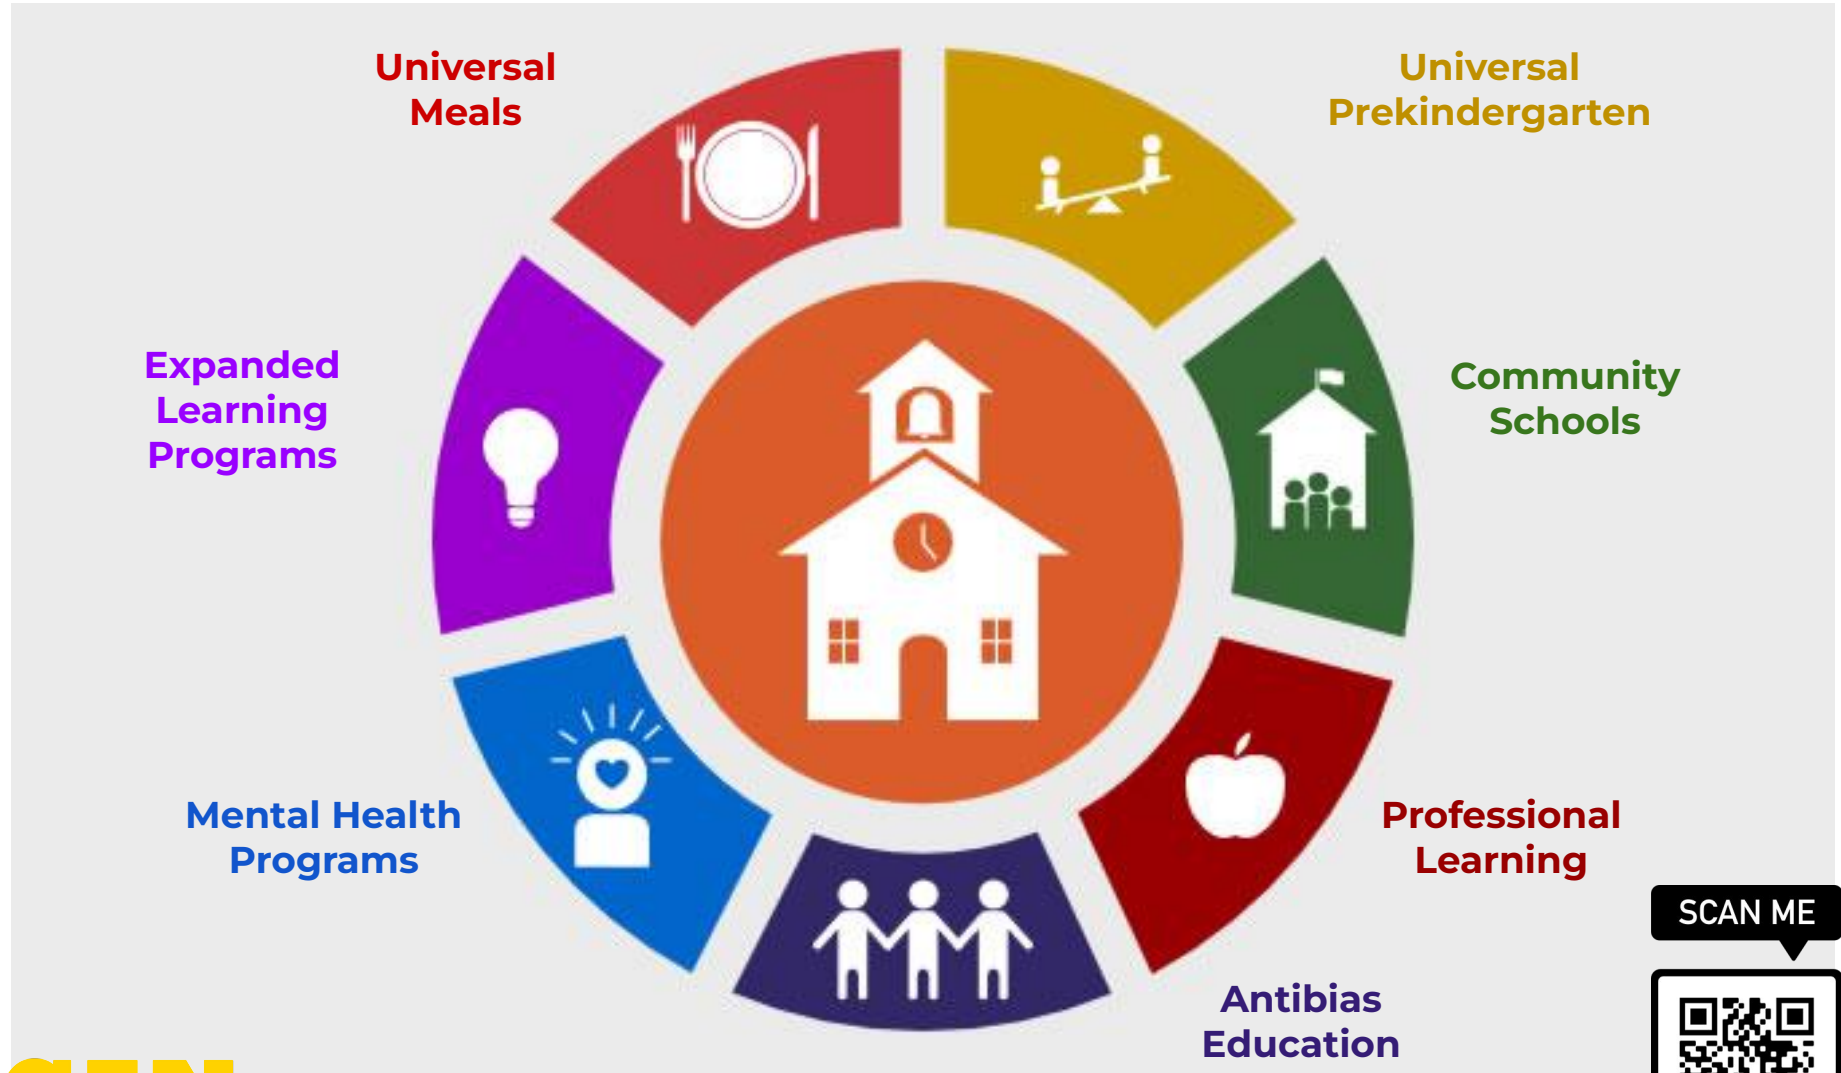 Universal
Meals
Universal
Prekindergarten
Expanded
Learning
Programs
Community
Schools
Mental Health
Programs
Professional
Learning
SCAN ME
Antibias
Education